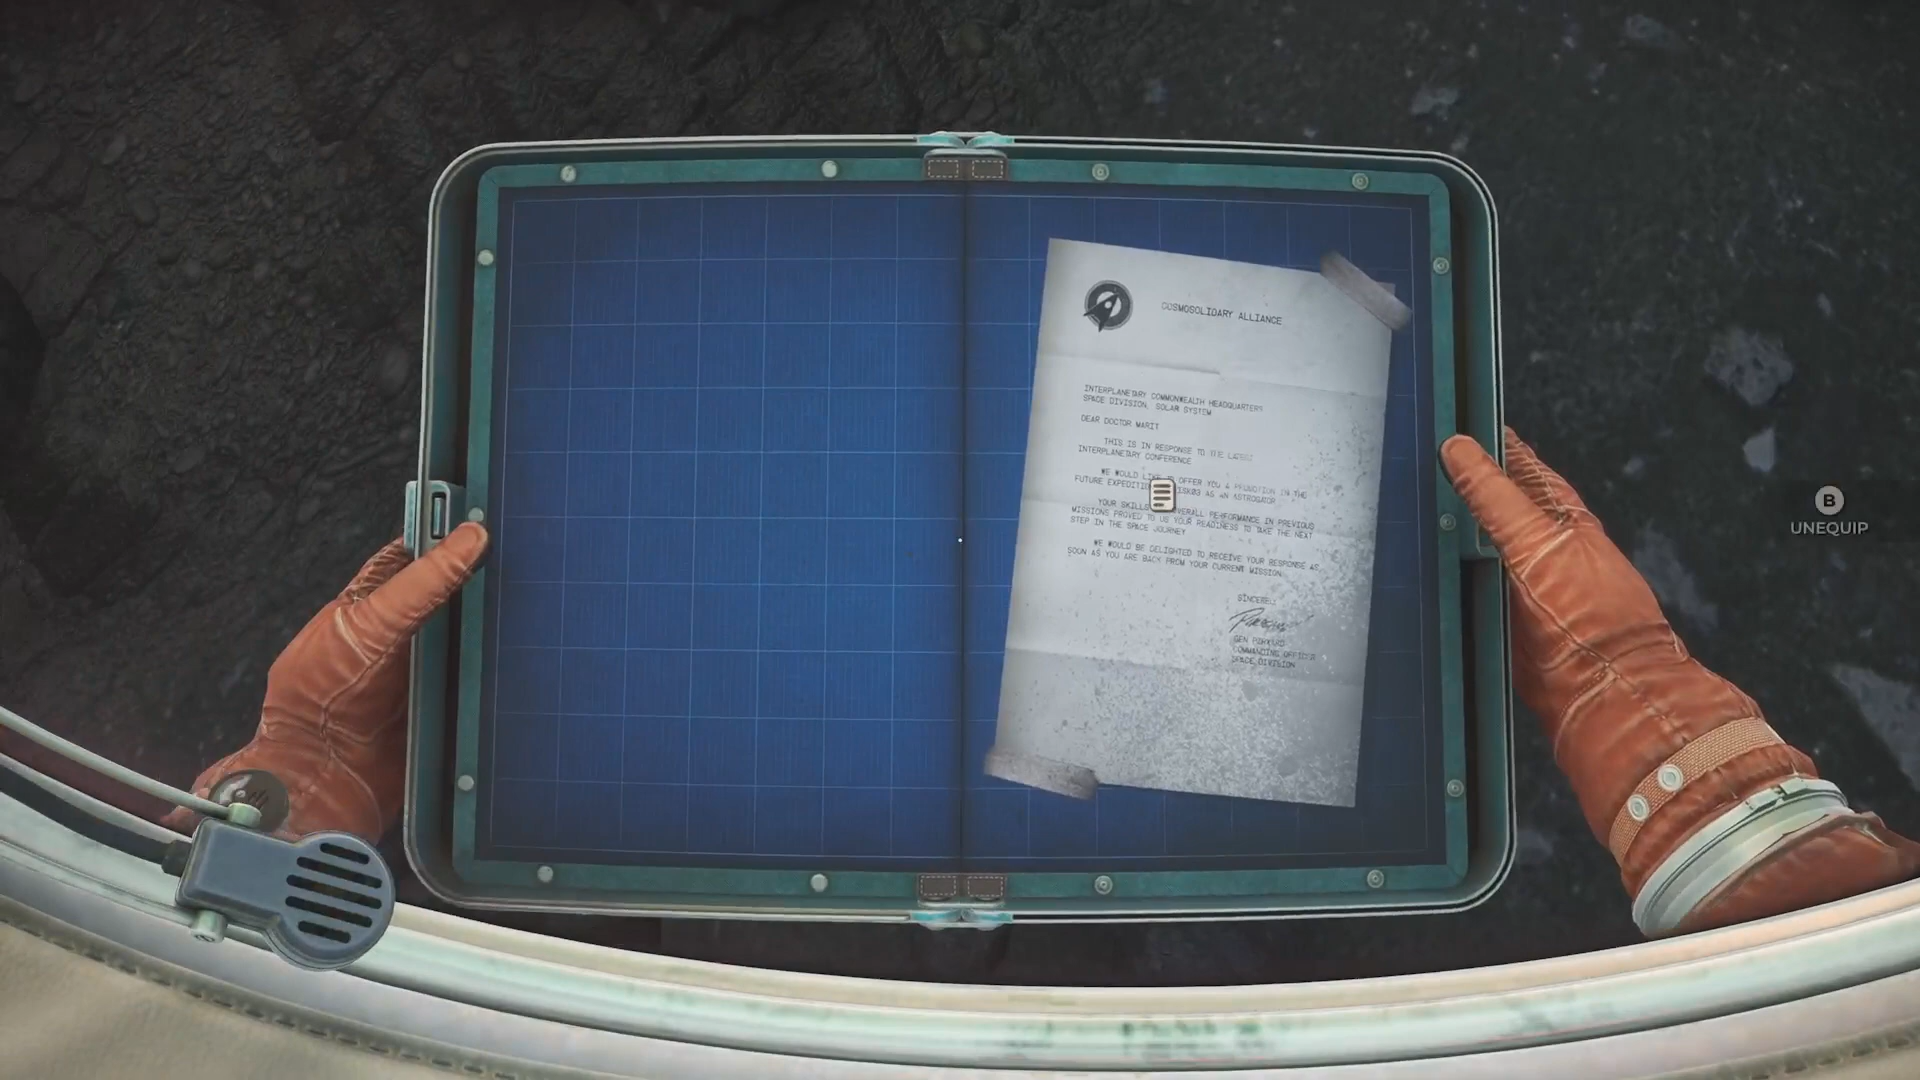 COSMOSOLIDARY ALLIANCE
INTERPLANETARY COMMONWEALTH HEADQUARTERS
SPACE DIVISION, SOLAR SYSTEM
DEAR DOCTOR MARIT
THIS IS IN RESPONSE TO THE LATEST
INTERPLANETARY CONFERENCE
WE WOULD LIKE TO OFFER YOU A PROMOTION IN THE
FUTURE AS AN ASTROGATOR
YOUR SKILLS OVERALL PERFORMANCE IN PREVIOUS
MISSIONS PROVED TO US YOUR READINESS TO TAKE THE NEXT
STEP IN THE SPACE JOURNEY
WE WOULD BE DELIGHTED TO RECEIVE YOUR RESPONSE AS
SOON AS YOU ARE BACK FROM YOUR CURRENT MISSION
GEN
COMMANDING OFFICER
SPACE DIVISION
B
UNEQUIP